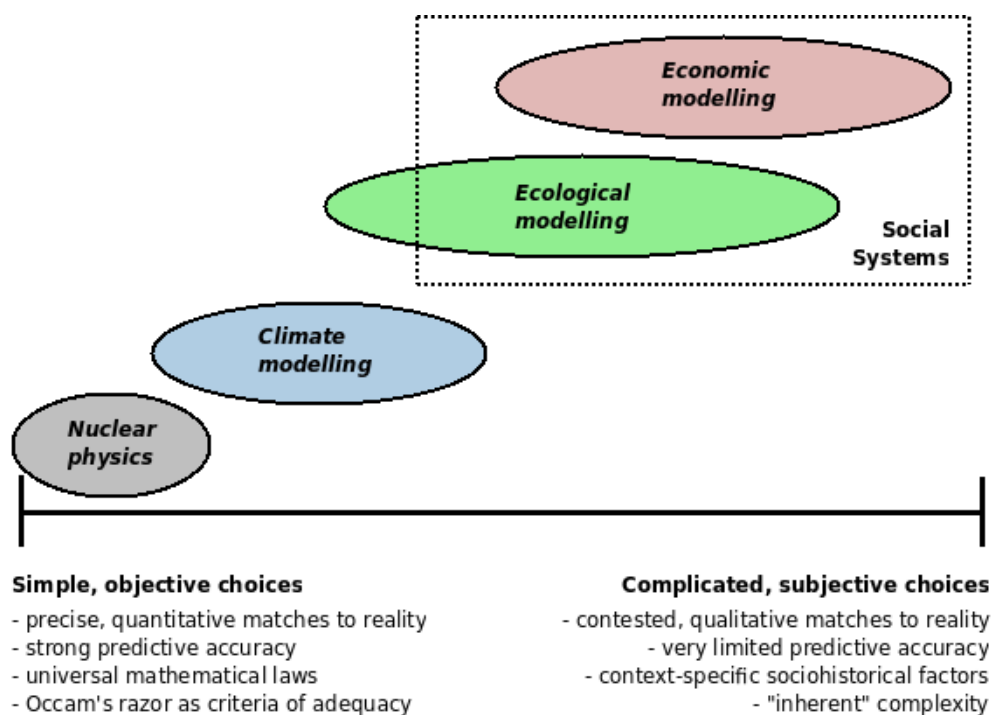 Economic
modelling
Ecological
modelling
Social
Systems
Climate
modelling
Nuclear
physics
Simple, objective choices
- precise, quantitative matches to reality
- strong predictive accuracy
- universal mathematical laws
- Occam's razor as criteria of adequacy
Complicated, subjective choices
- contested, qualitative matches to reality
- very limited predictive accuracy
- context-specific sociohistorical factors
- "inherent" complexity